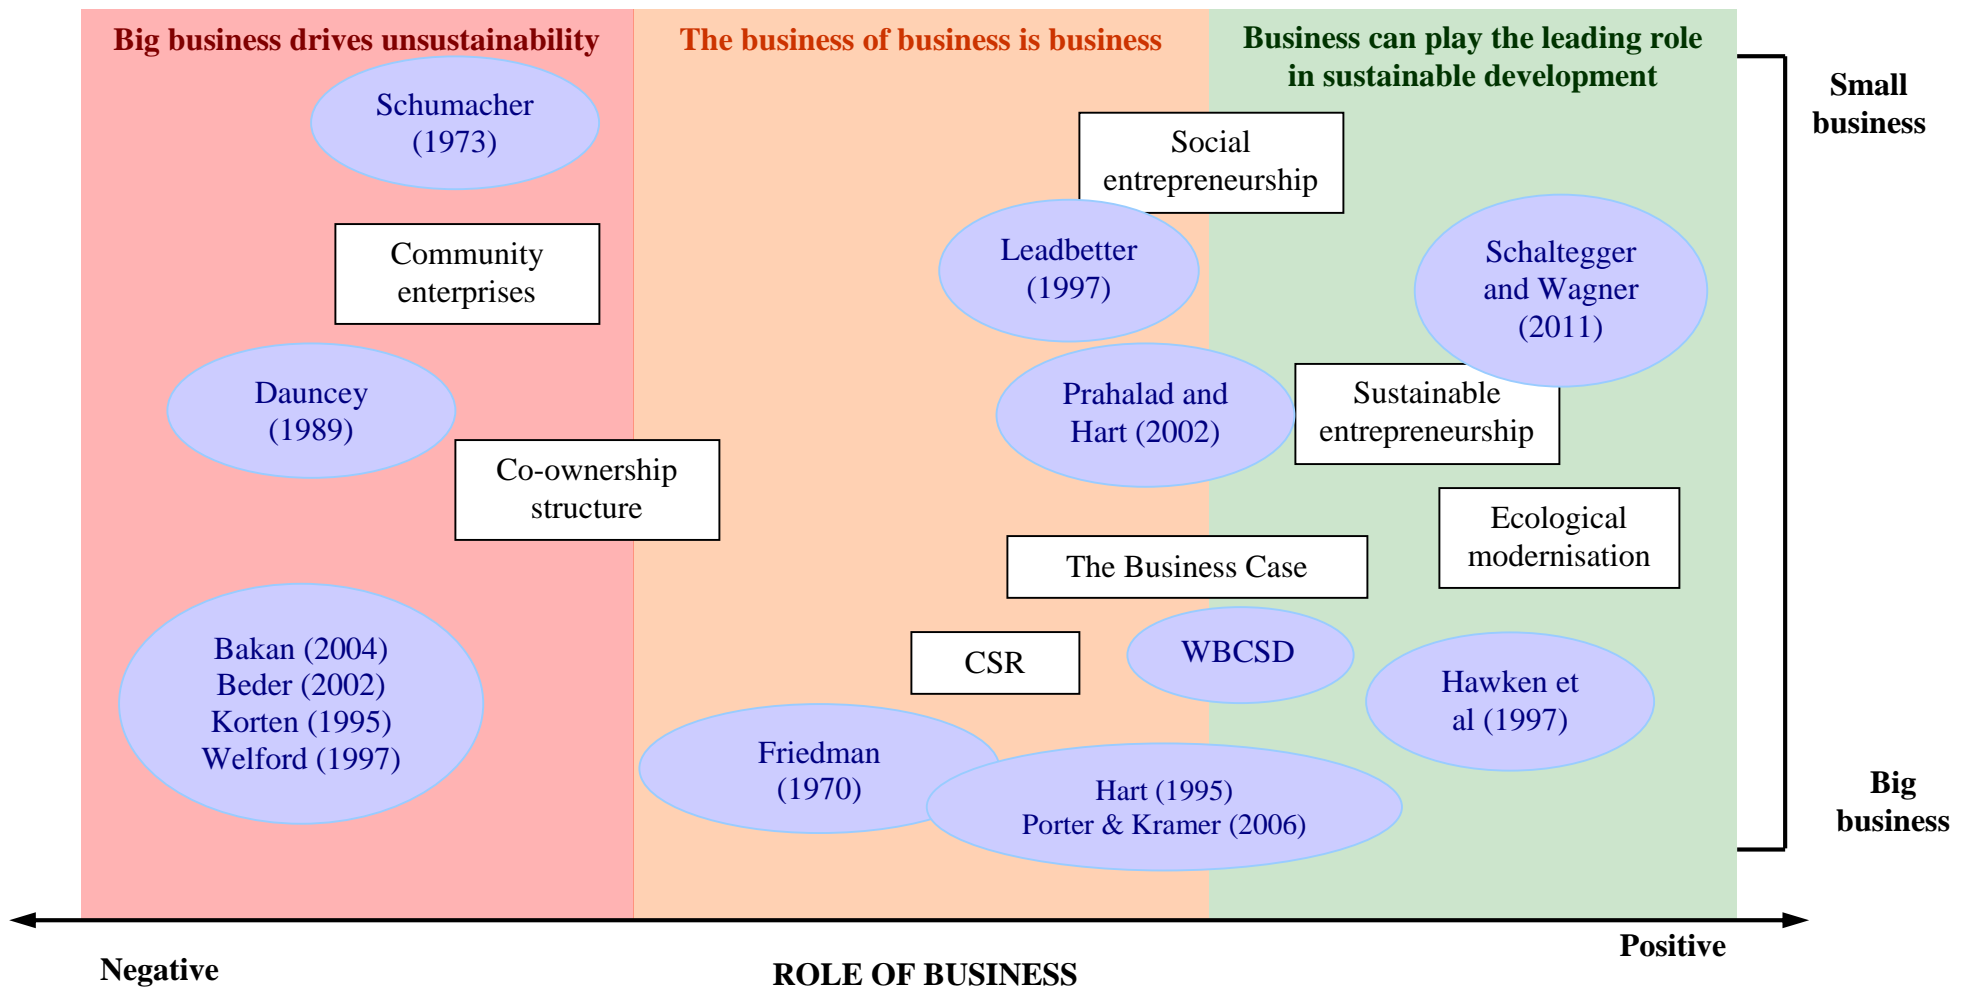 Big business drives unsustainability
The business of business is business
Business can play the leading role
in sustainable development
Small
business
Schumacher
(1973)
Social
entrepreneurship
Community
enterprises
Leadbetter
(1997)
Schaltegger
and Wagner
(2011)
Dauncey
(1989)
Prahalad and
Hart (2002)
Sustainable
entrepreneurship
Co-ownership
structure
Ecological
modernisation
The Business Case
Bakan (2004)
Beder (2002)
Korten (1995)
Welford (1997)
CSR
WBCSD
Hawken et
al (1997)
Friedman
(1970)
Hart (1995)
Porter & Kramer (2006)
Big
business
Negative
ROLE OF BUSINESS
Positive